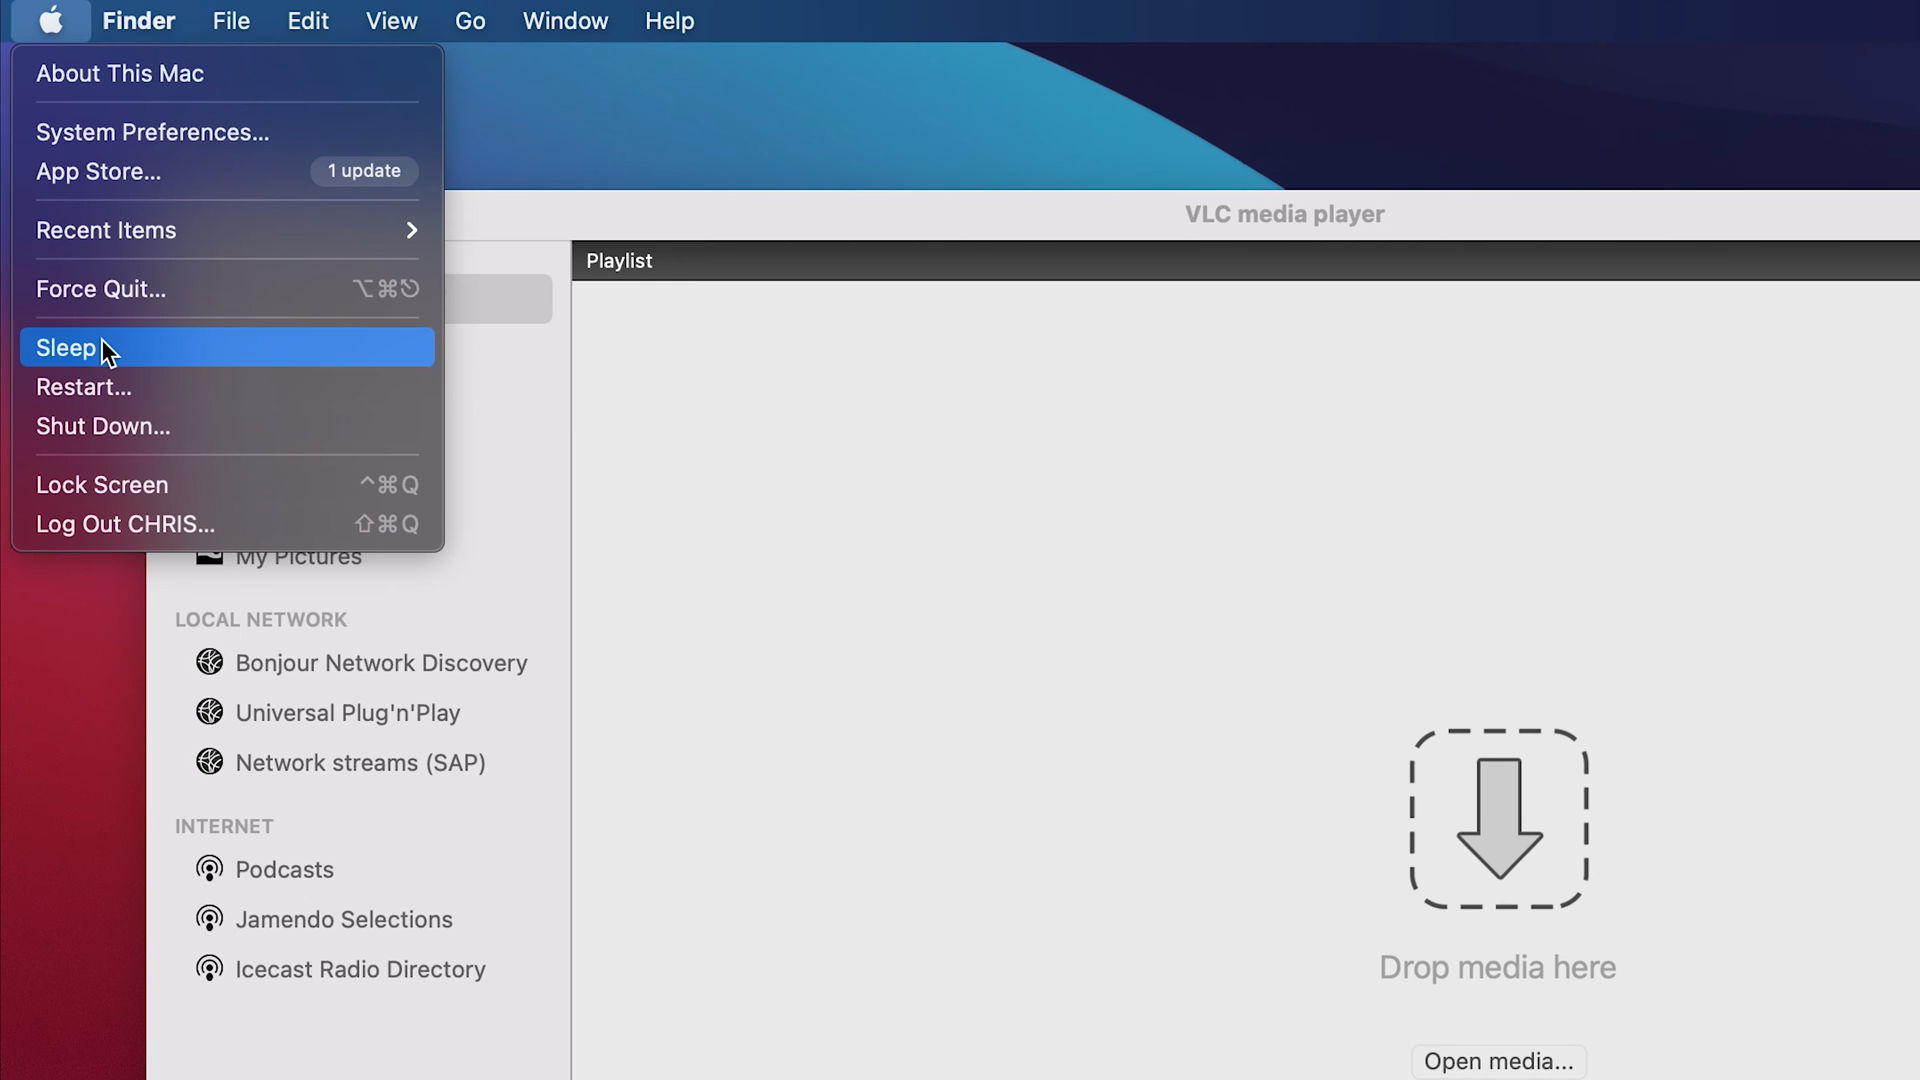 Finder File Edit View Go Window Help
About This Mac
System Preferences...
App Store... 1 update
Recent Items
Force Quit... ⌥⌘⎋
Sleep
Restart...
Shut Down...
Lock Screen ^⌘Q
Log Out CHRIS... ⇧⌘Q
VLC media player
Playlist
My Pictures
LOCAL NETWORK
Bonjour Network Discovery
Universal Plug'n'Play
Network streams (SAP)
INTERNET
Podcasts
Jamendo Selections
Icecast Radio Directory
Drop media here
Open media...